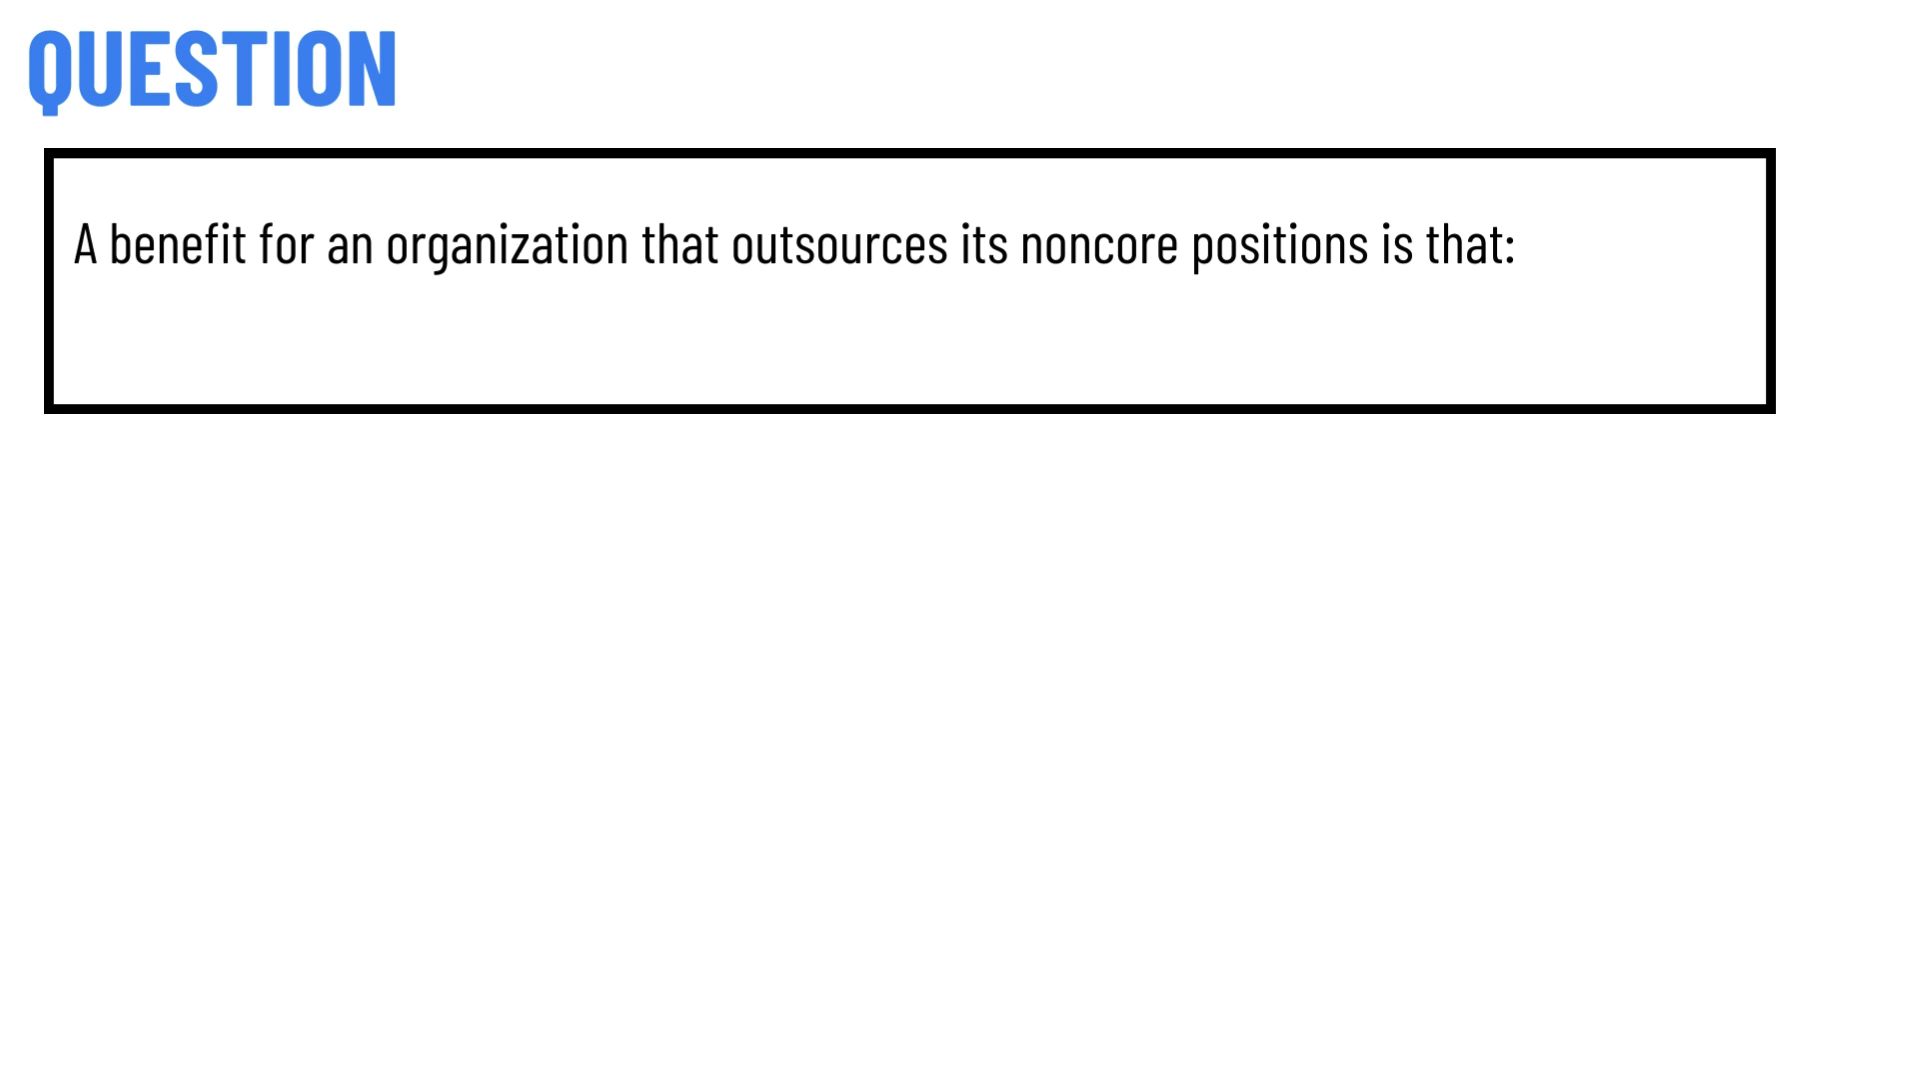 QUESTION
A benefit for an organization that outsources its noncore positions is that: